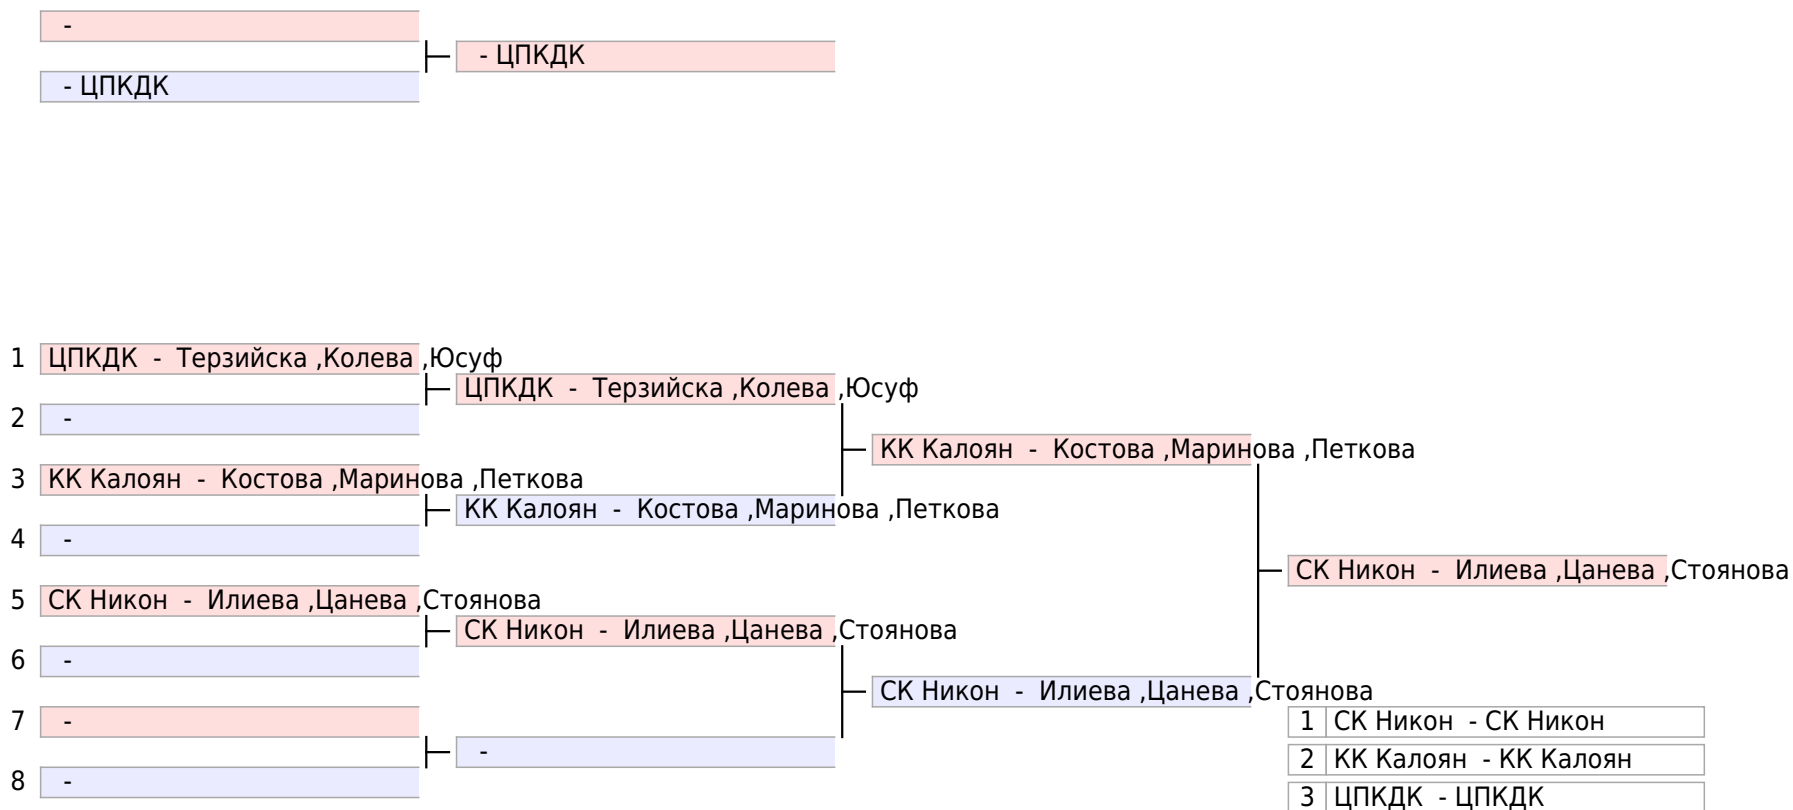 -
- ЦПКДК
- ЦПКДК
1 ЦПКДК - Терзийска ,Колева ,Юсуф
ЦПКДК - Терзийска ,Колева ,Юсуф
2 -
КК Калоян - Костова ,Маринова ,Петкова
3 КК Калоян - Костова ,Маринова ,Петкова
КК Калоян - Костова ,Маринова ,Петкова
4 -
СК Никон - Илиева ,Цанева ,Стоянова
5 СК Никон - Илиева ,Цанева ,Стоянова
СК Никон - Илиева ,Цанева ,Стоянова
6 -
СК Никон - Илиева ,Цанева ,Стоянова
7 -
1 СК Никон - СК Никон
-
2 КК Калоян - КК Калоян
8 -
3 ЦПКДК - ЦПКДК